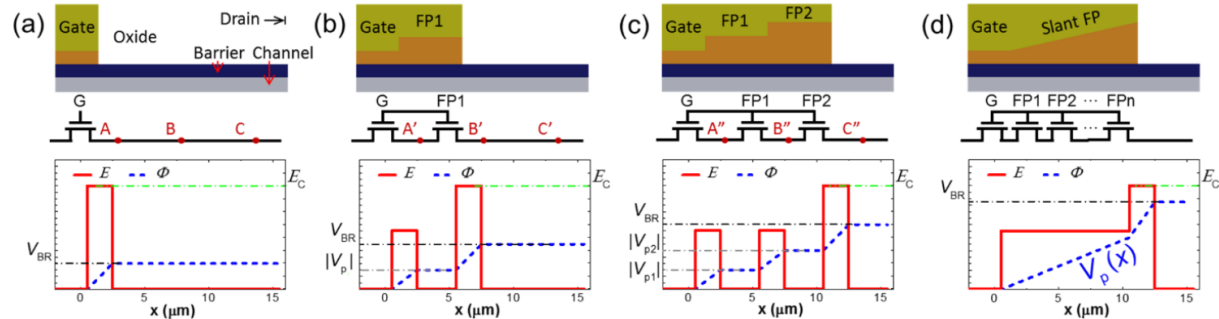 (a)
Drain
Gate
Oxide
Barrier Channel
G
A B C
E Φ
E_C
V_BR
0 5 10 15
x (μm)
(b)
Gate FP1
G FP1
A′ B′ C′
E Φ
E_C
V_BR
|V_p|
0 5 10 15
x (μm)
(c)
Gate FP1 FP2
G FP1 FP2
A″ B″ C″
E Φ
E_C
V_BR
|V_p2|
|V_p1|
0 5 10 15
x (μm)
(d)
Gate Slant FP
G FP1 FP2 ··· FPn
...
E Φ
E_C
V_BR
V_p(x)
0 5 10 15
x (μm)